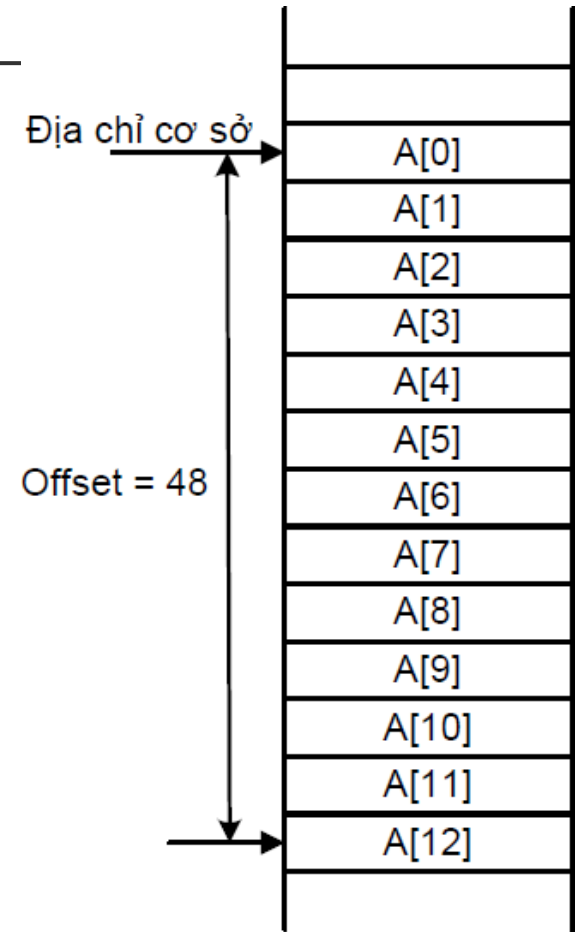 Địa chỉ cơ sở
A[0]
A[1]
A[2]
A[3]
A[4]
A[5]
Offset = 48
A[6]
A[7]
A[8]
A[9]
A[10]
A[11]
A[12]